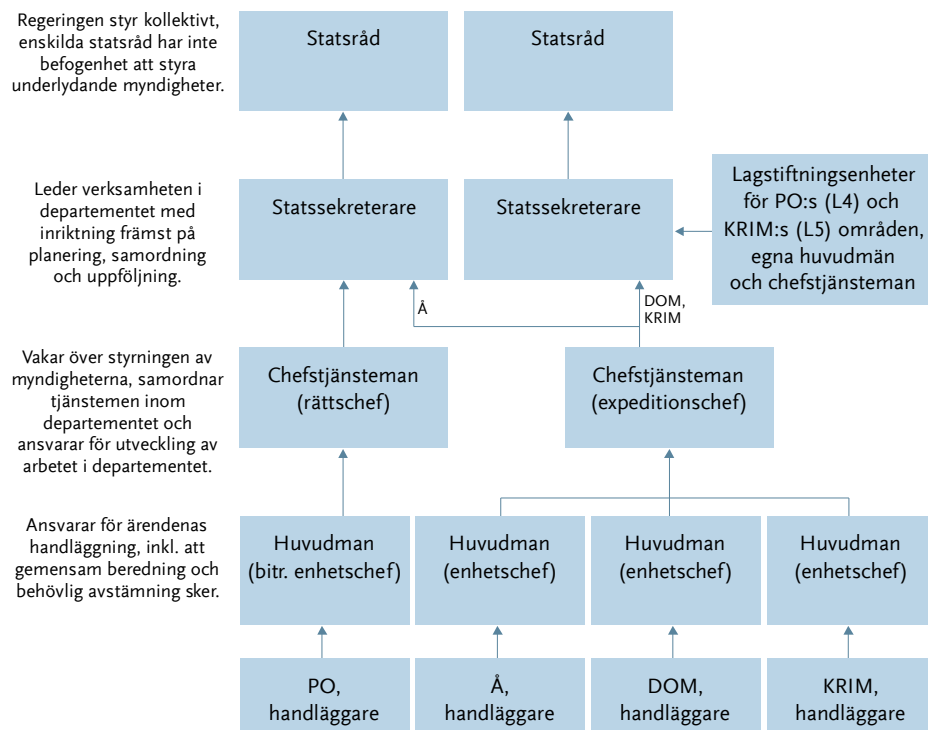 Regeringen styr kollektivt,
enskilda statsråd har inte
befogenhet att styra
underlydande myndigheter.
Statsråd
Statsråd
Leder verksamheten i
departementet med
inriktning främst på
planering, samordning
och uppföljning.
Statssekreterare
Statssekreterare
Lagstiftningsenheter
för PO:s (L4) och
KRIM:s (L5) områden,
egna huvudmän
och chefstjänsteman
Å
DOM,
KRIM
Vakar över styrningen av
myndigheterna, samordnar
tjänstemen inom
departementet och
ansvarar för utveckling av
arbetet i departementet.
Chefstjänsteman
(rättschef)
Chefstjänsteman
(expeditionschef)
Ansvarar för ärendenas
handläggning, inkl. att
gemensam beredning och
behövlig avstämning sker.
Huvudman
(bitr. enhetschef)
Huvudman
(enhetschef)
Huvudman
(enhetschef)
Huvudman
(enhetschef)
PO,
handläggare
Å,
handläggare
DOM,
handläggare
KRIM,
handläggare